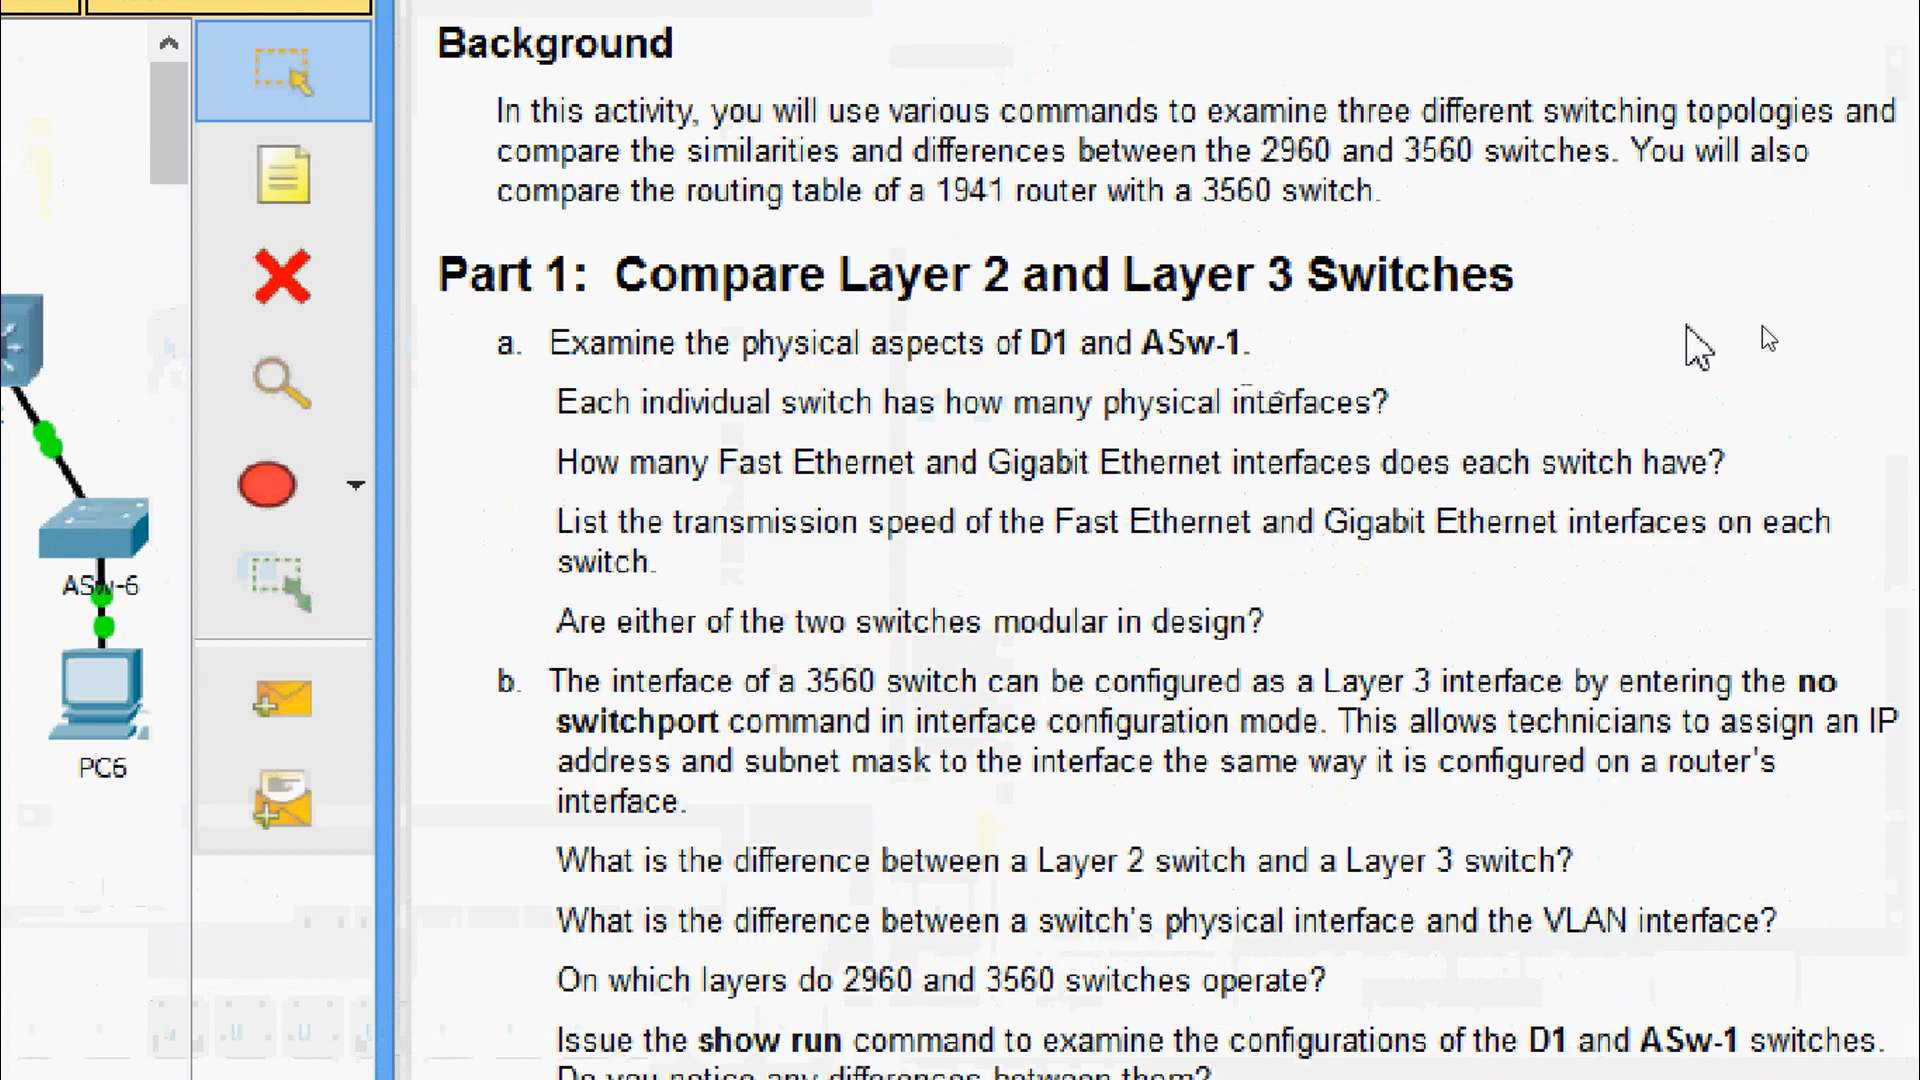 Background
In this activity, you will use various commands to examine three different switching topologies and
compare the similarities and differences between the 2960 and 3560 switches. You will also
compare the routing table of a 1941 router with a 3560 switch.
Part 1: Compare Layer 2 and Layer 3 Switches
a. Examine the physical aspects of D1 and ASw-1.
Each individual switch has how many physical interfaces?
How many Fast Ethernet and Gigabit Ethernet interfaces does each switch have?
List the transmission speed of the Fast Ethernet and Gigabit Ethernet interfaces on each
switch.
Are either of the two switches modular in design?
b. The interface of a 3560 switch can be configured as a Layer 3 interface by entering the no
switchport command in interface configuration mode. This allows technicians to assign an IP
address and subnet mask to the interface the same way it is configured on a router's
interface.
What is the difference between a Layer 2 switch and a Layer 3 switch?
What is the difference between a switch's physical interface and the VLAN interface?
On which layers do 2960 and 3560 switches operate?
Issue the show run command to examine the configurations of the D1 and ASw-1 switches.
Do you notice any differences between them?
ASw-6
PC6